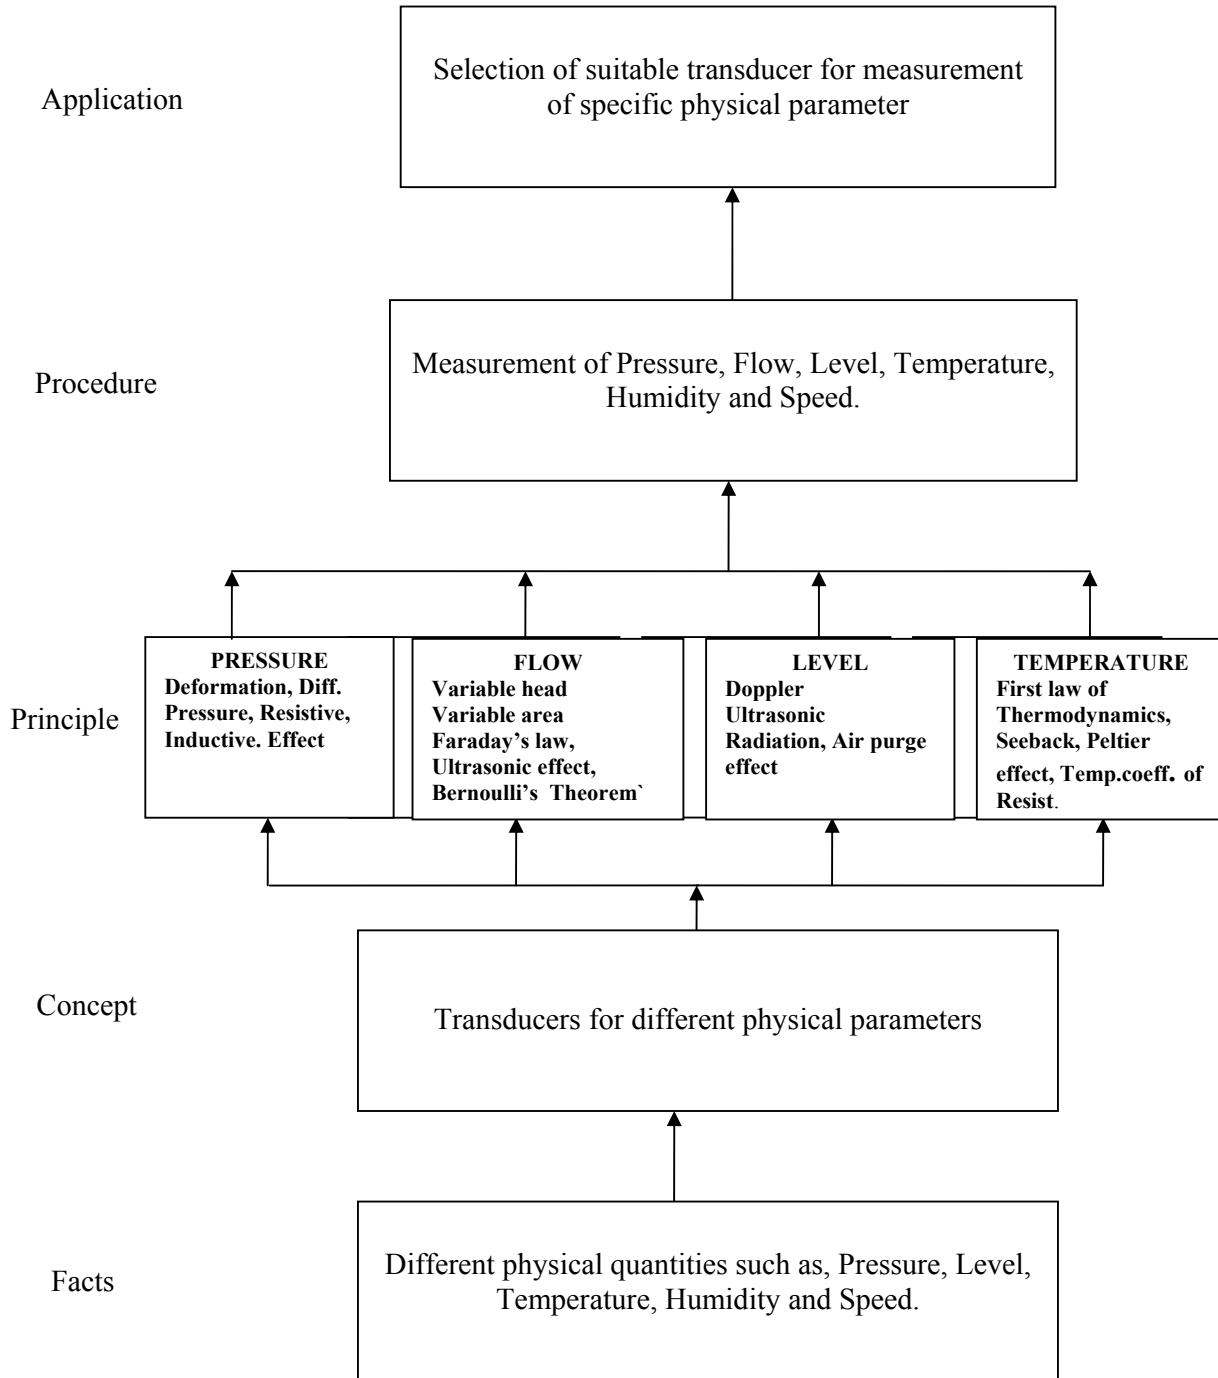 Application
Selection of suitable transducer for measurement
of specific physical parameter
Procedure
Measurement of Pressure, Flow, Level, Temperature,
Humidity and Speed.
Principle
PRESSURE
Deformation, Diff.
Pressure, Resistive,
Inductive. Effect
FLOW
Variable head
Variable area
Faraday’s law,
Ultrasonic effect,
Bernoulli’s Theorem`
LEVEL
Doppler
Ultrasonic
Radiation, Air purge
effect
TEMPERATURE
First law of
Thermodynamics,
Seeback, Peltier
effect, Temp.coeff. of
Resist.
Concept
Transducers for different physical parameters
Facts
Different physical quantities such as, Pressure, Level,
Temperature, Humidity and Speed.